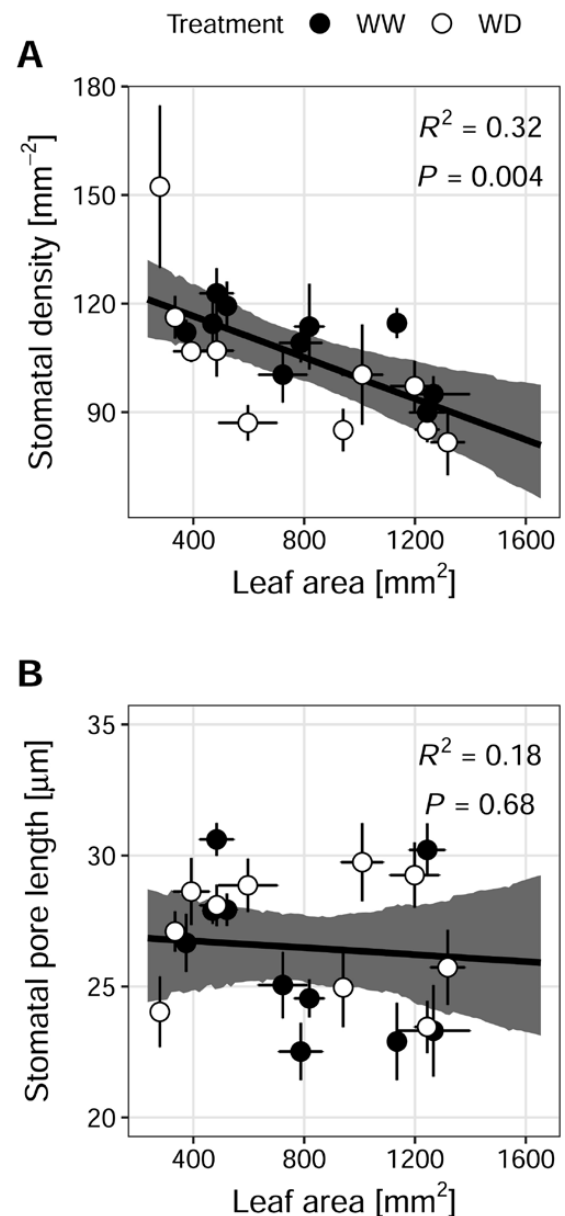 Treatment ● WW ○ WD
A
180
150
120
90
Stomatal density [mm⁻²]
R² = 0.32
P = 0.004
400 800 1200 1600
Leaf area [mm²]
B
35
30
25
20
Stomatal pore length [µm]
R² = 0.18
P = 0.68
400 800 1200 1600
Leaf area [mm²]